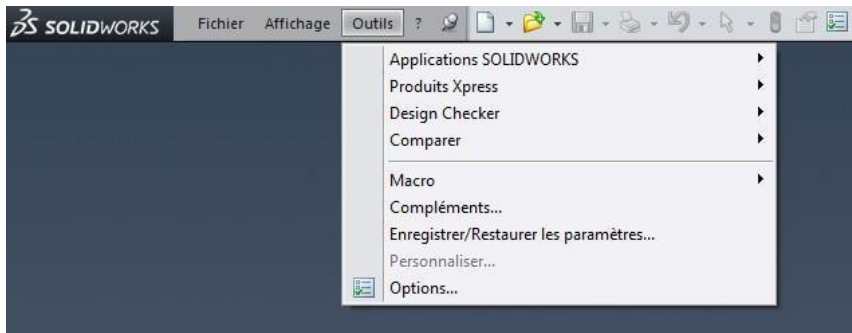 SOLIDWORKS Fichier Affichage Outils ?
Applications SOLIDWORKS
Produits Xpress
Design Checker
Comparer
Macro
Compléments...
Enregistrer/Restaurer les paramètres...
Personnaliser...
Options...